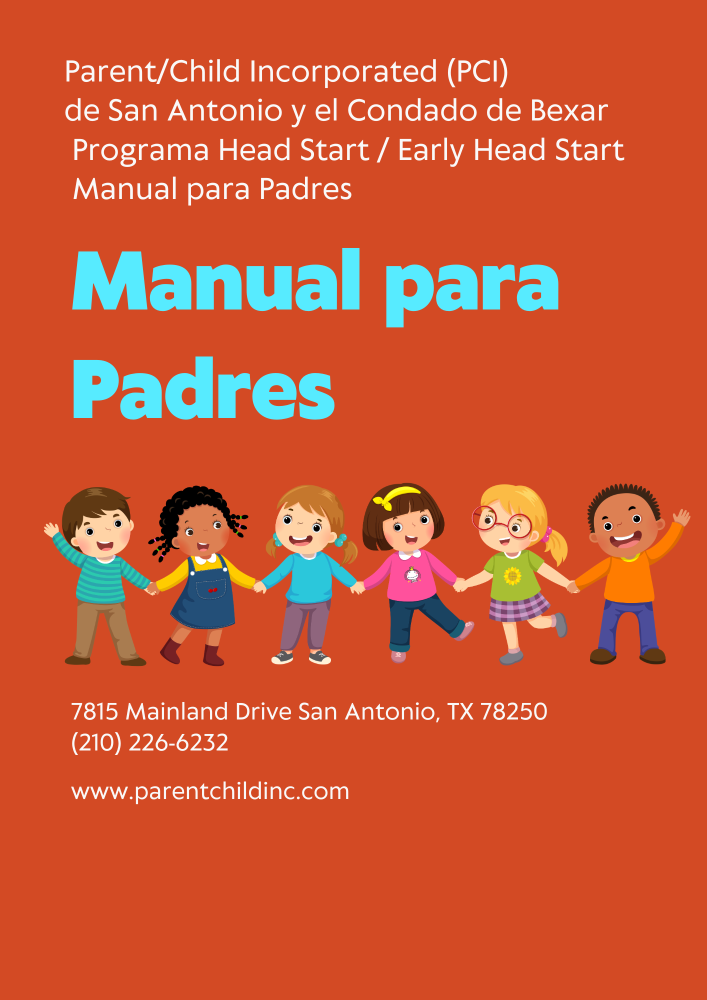 Parent/Child Incorporated (PCI)
de San Antonio y el Condado de Bexar
Programa Head Start / Early Head Start
Manual para Padres
Manual para
Padres
7815 Mainland Drive San Antonio, TX 78250
(210) 226-6232
www.parentchildinc.com